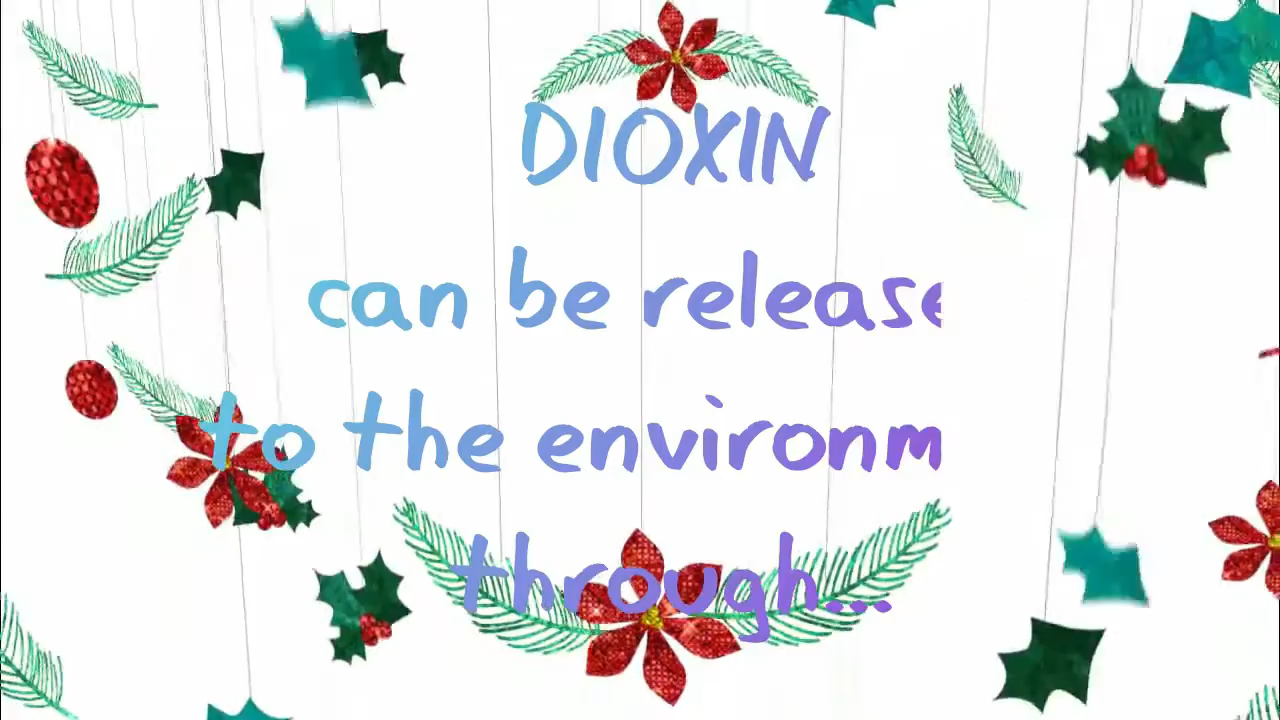 DIOXIN
can be release
to the environm
through...